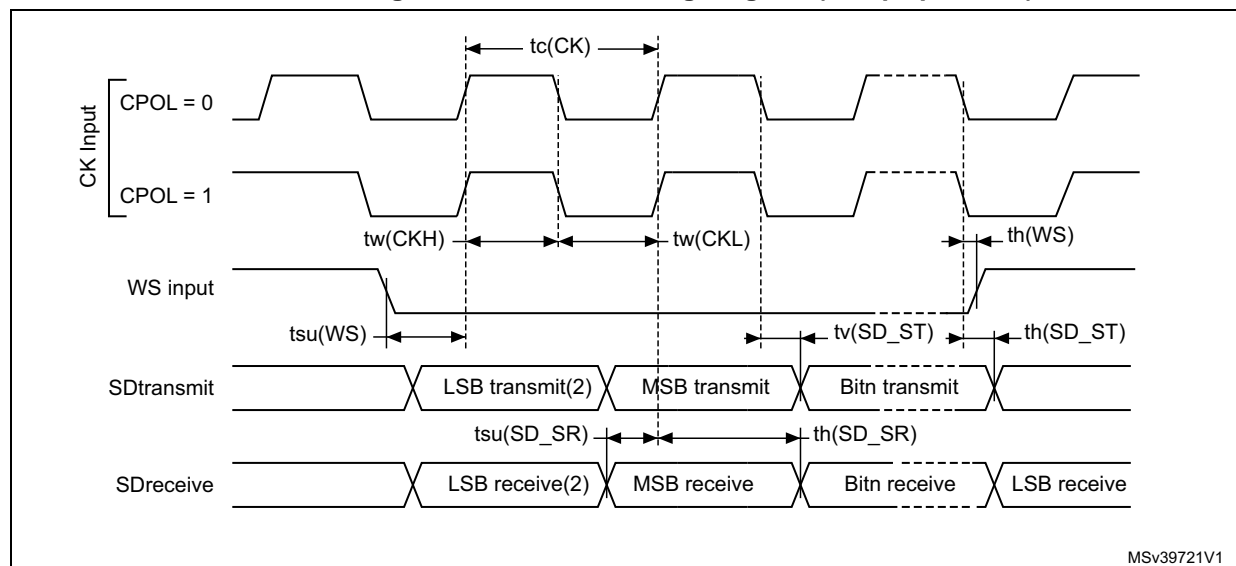 tc(CK)
CK Input
CPOL = 0
CPOL = 1
tw(CKH)
tw(CKL)
th(WS)
WS input
tsu(WS)
tv(SD_ST)
th(SD_ST)
SDtransmit
LSB transmit(2)
MSB transmit
Bitn transmit
tsu(SD_SR)
th(SD_SR)
SDreceive
LSB receive(2)
MSB receive
Bitn receive
LSB receive
MSv39721V1